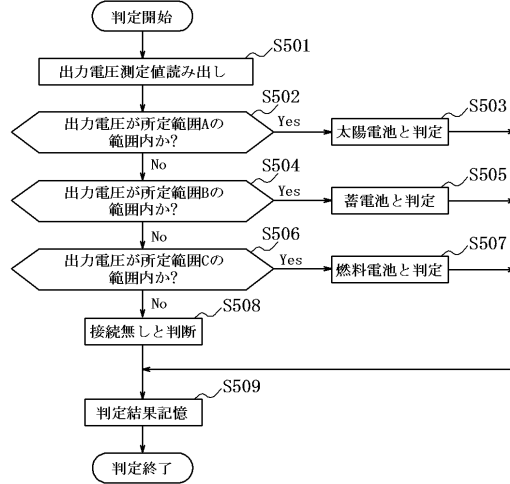 判定開始
S501
出力電圧測定値読み出し
S502
出力電圧が所定範囲Aの
範囲内か?
Yes
S503
太陽電池と判定
No
S504
出力電圧が所定範囲Bの
範囲内か?
Yes
S505
蓄電池と判定
No
S506
出力電圧が所定範囲Cの
範囲内か?
Yes
S507
燃料電池と判定
No
S508
接続無しと判断
S509
判定結果記憶
判定終了